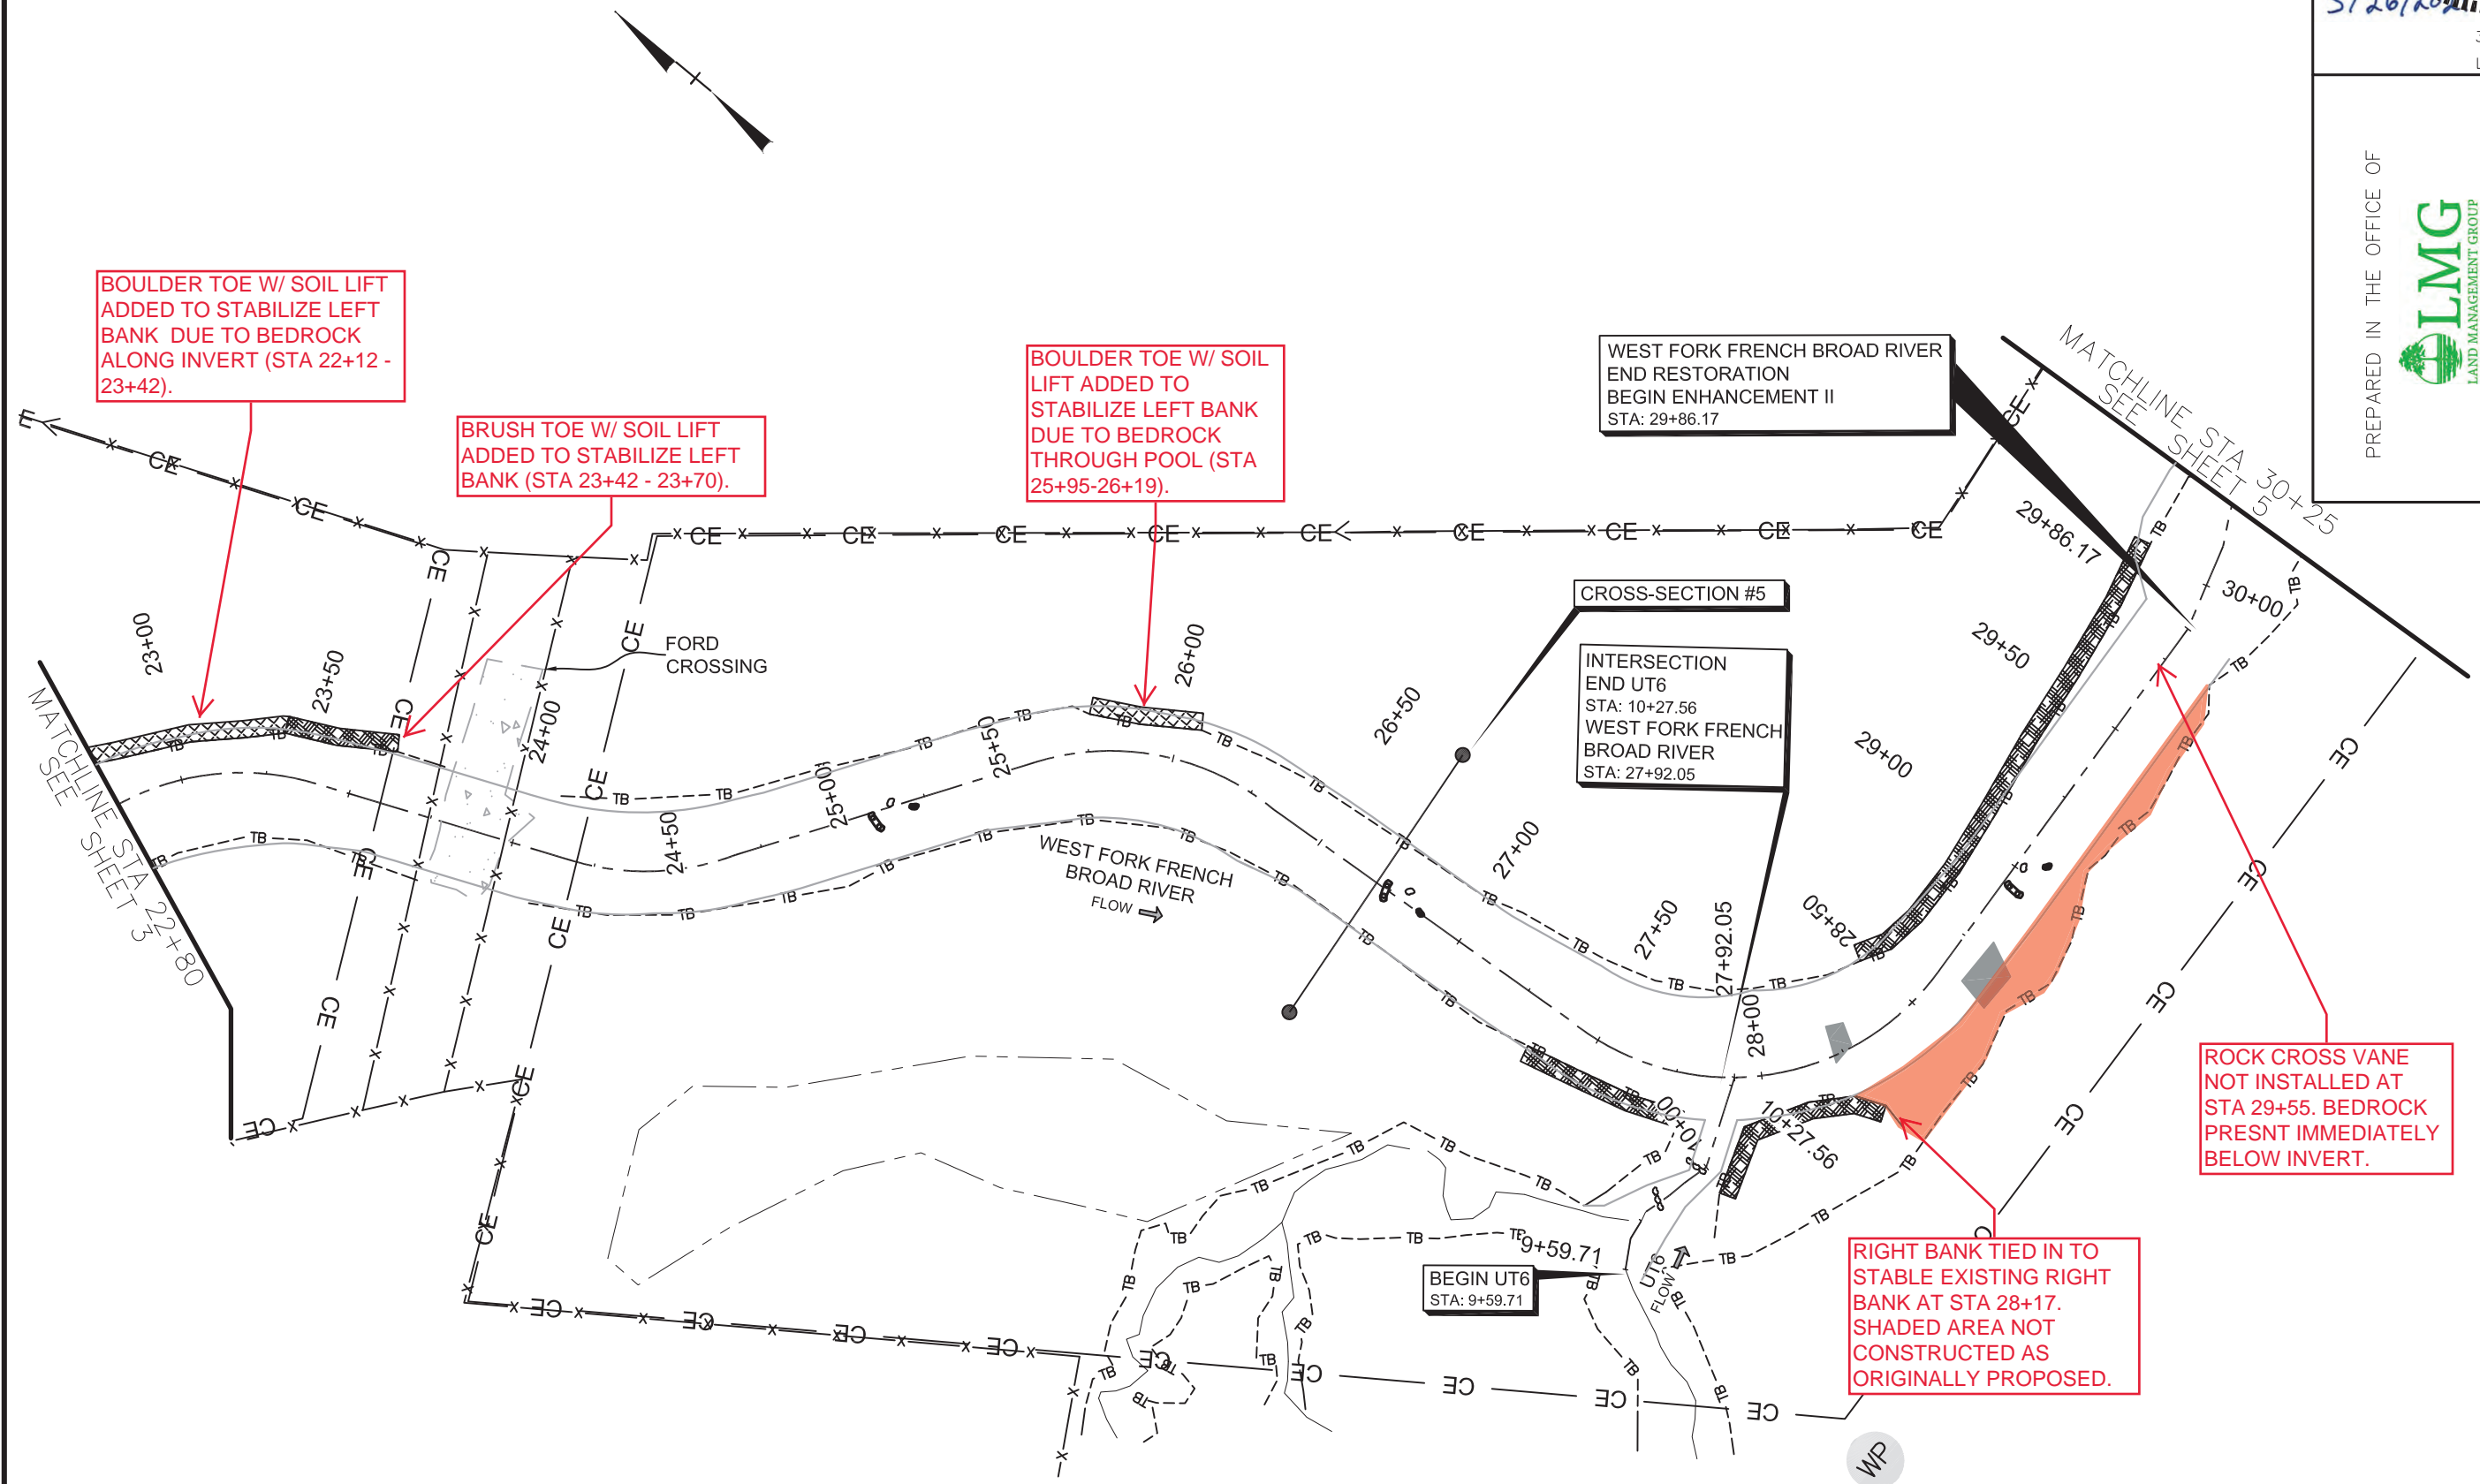 BOULDER TOE W/ SOIL LIFT
ADDED TO STABILIZE LEFT
BANK DUE TO BEDROCK
ALONG INVERT (STA 22+12 -
23+42).
BRUSH TOE W/ SOIL LIFT
ADDED TO STABILIZE LEFT
BANK (STA 23+42 - 23+70).
BOULDER TOE W/ SOIL
LIFT ADDED TO
STABILIZE LEFT BANK
DUE TO BEDROCK
THROUGH POOL (STA
25+95-26+19).
WEST FORK FRENCH BROAD RIVER
END RESTORATION
BEGIN ENHANCEMENT II
STA: 29+86.17
MATCHLINE STA 30+25
SEE SHEET 5
PREPARED IN THE OFFICE OF
LMG
LAND MANAGEMENT GROUP
CROSS-SECTION #5
INTERSECTION
END UT6
STA: 10+27.56
WEST FORK FRENCH
BROAD RIVER
STA: 27+92.05
FORD
CROSSING
MATCHLINE STA 22+80
SEE SHEET 3
23+00
23+50
24+00
24+50
25+00
25+50
26+00
26+50
27+00
27+50
27+92.05
28+00
28+50
29+00
29+50
29+86.17
30+00
WEST FORK FRENCH
BROAD RIVER
FLOW
10+00
10+27.56
9+59.71
BEGIN UT6
STA: 9+59.71
UT6
FLOW
ROCK CROSS VANE
NOT INSTALLED AT
STA 29+55. BEDROCK
PRESNT IMMEDIATELY
BELOW INVERT.
RIGHT BANK TIED IN TO
STABLE EXISTING RIGHT
BANK AT STA 28+17.
SHADED AREA NOT
CONSTRUCTED AS
ORIGINALLY PROPOSED.
WP
CE
TB